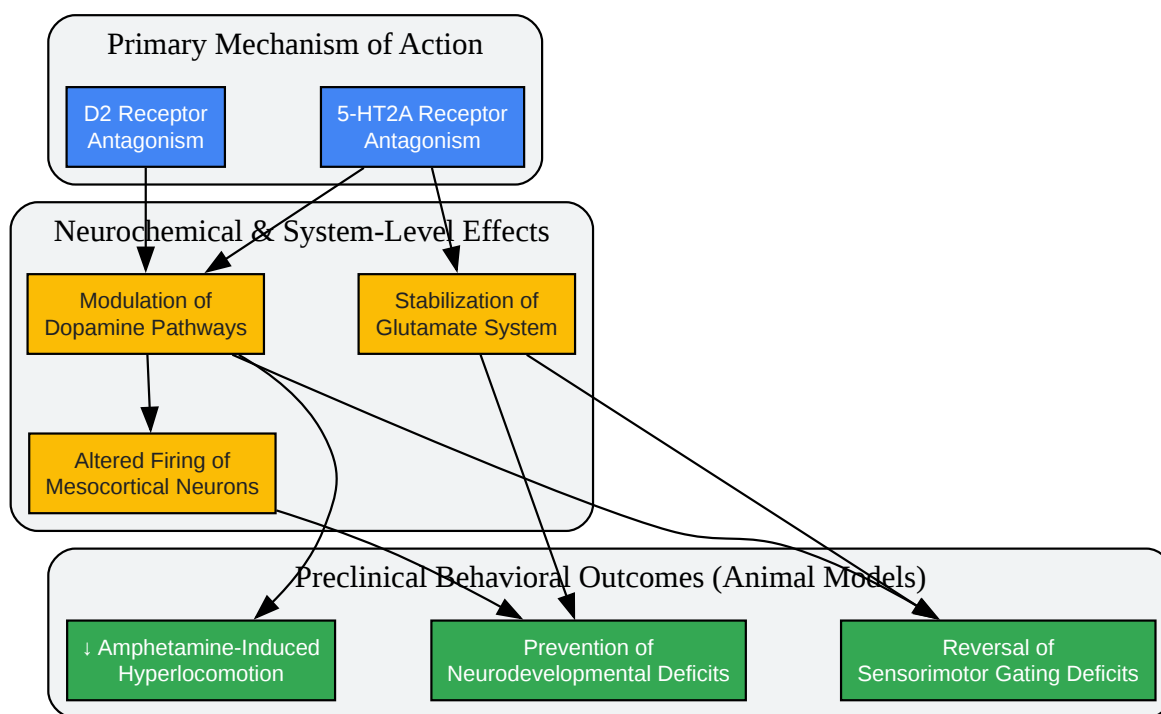 Primary Mechanism of Action
D2 Receptor
Antagonism
5-HT2A Receptor
Antagonism
Neurochemical & System-Level Effects
Modulation of
Dopamine Pathways
Stabilization of
Glutamate System
Altered Firing of
Mesocortical Neurons
Preclinical Behavioral Outcomes (Animal Models)
↓ Amphetamine-Induced
Hyperlocomotion
Prevention of
Neurodevelopmental Deficits
Reversal of
Sensorimotor Gating Deficits